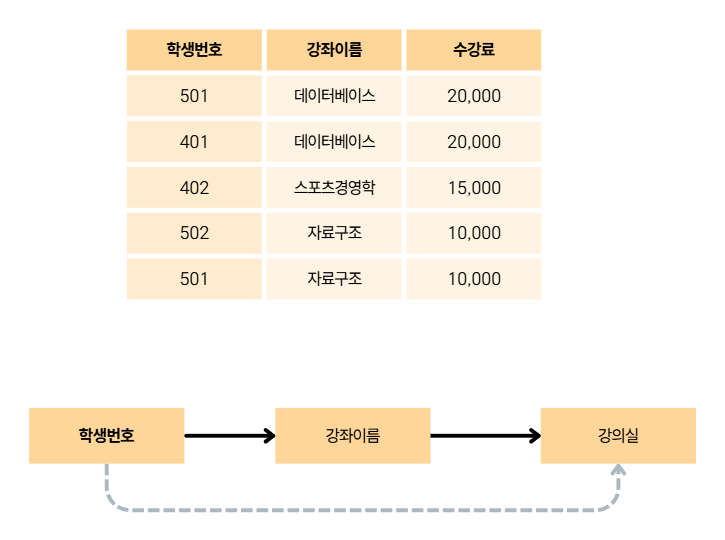 학생번호 강좌이름 수강료
501 데이터베이스 20,000
401 데이터베이스 20,000
402 스포츠경영학 15,000
502 자료구조 10,000
501 자료구조 10,000
학생번호 강좌이름 강의실